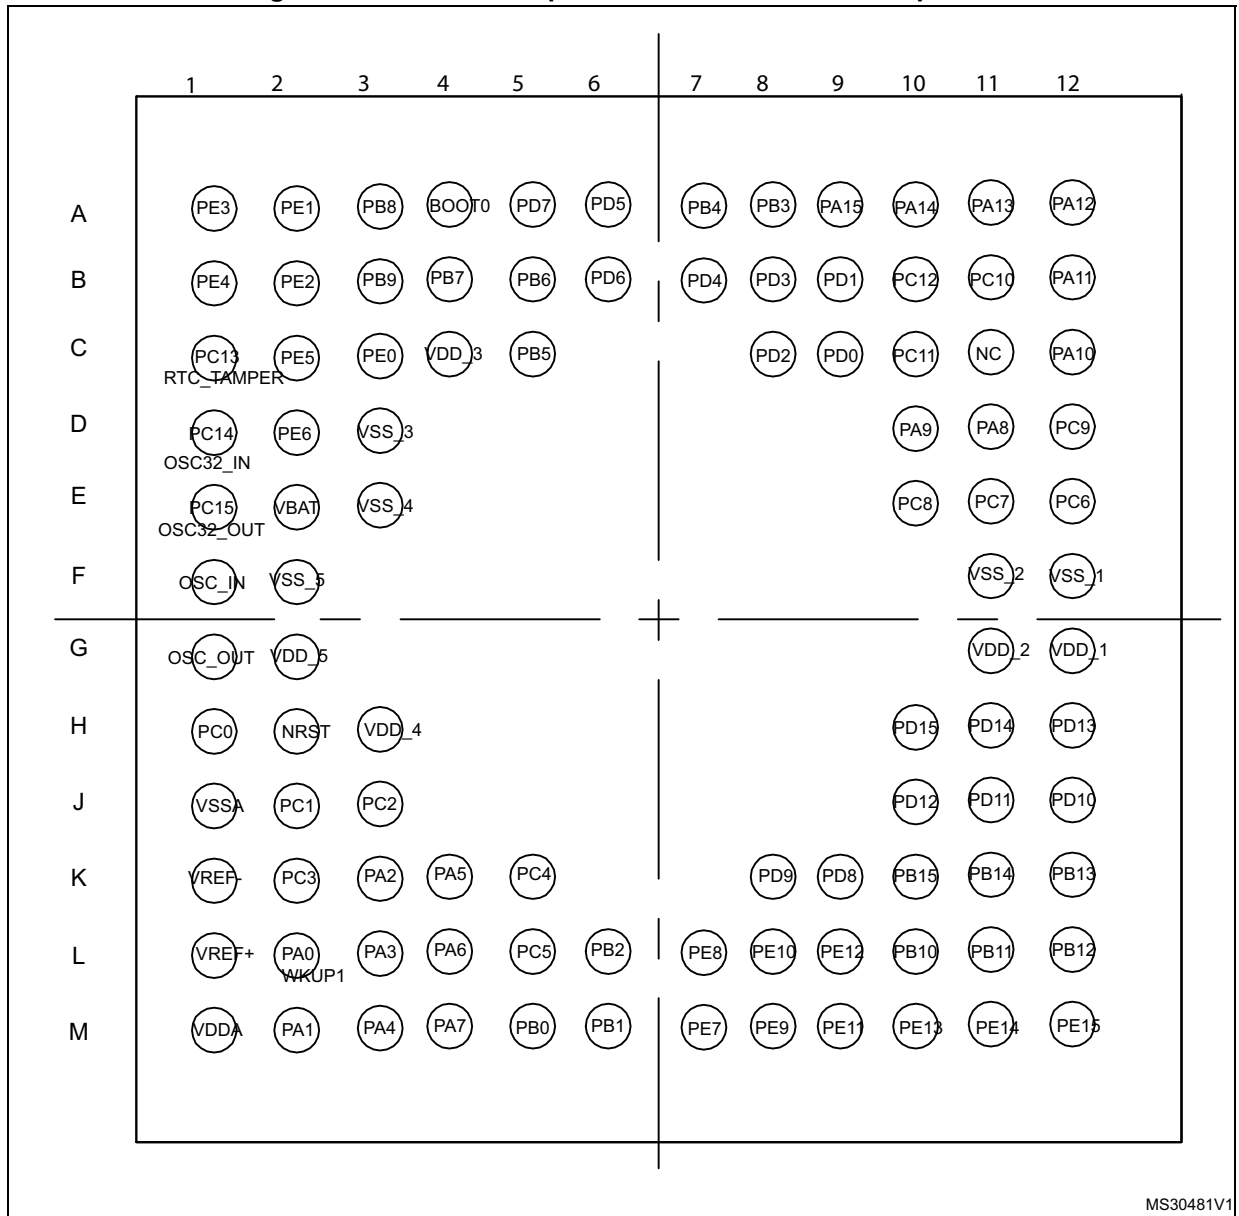 1 2 3 4 5 6 7 8 9 10 11 12
A PE3 PE1 PB8 BOOT0 PD7 PD5 PB4 PB3 PA15 PA14 PA13 PA12
B PE4 PE2 PB9 PB7 PB6 PD6 PD4 PD3 PD1 PC12 PC10 PA11
C PC13 PE5 PE0 VDD_3 PB5 PD2 PD0 PC11 NC PA10
RTC_TAMPER
D PC14 PE6 VSS_3 PA9 PA8 PC9
OSC32_IN
E PC15 VBAT VSS_4 PC8 PC7 PC6
OSC32_OUT
F OSC_IN VSS_5 VSS_2 VSS_1
G OSC_OUT VDD_5 VDD_2 VDD_1
H PC0 NRST VDD_4 PD15 PD14 PD13
J VSSA PC1 PC2 PD12 PD11 PD10
K VREF- PC3 PA2 PA5 PC4 PD9 PD8 PB15 PB14 PB13
L VREF+ PA0 PA3 PA6 PC5 PB2 PE8 PE10 PE12 PB10 PB11 PB12
WKUP1
M VDDA PA1 PA4 PA7 PB0 PB1 PE7 PE9 PE11 PE13 PE14 PE15
MS30481V1